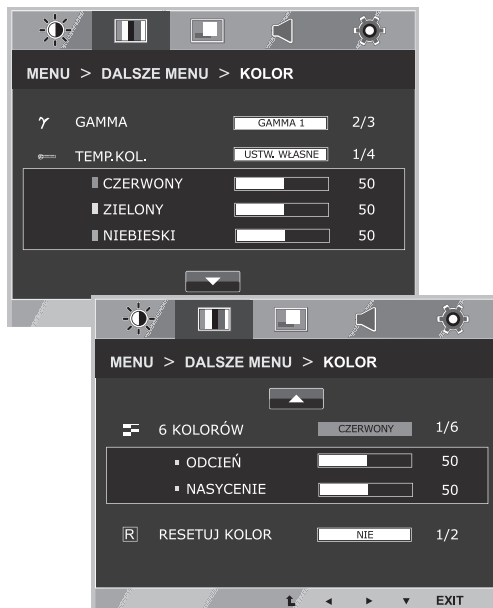 MENU > DALSZE MENU > KOLOR
γ GAMMA GAMMA 1 2/3
TEMP.KOL. USTW. WŁASNE 1/4
CZERWONY 50
ZIELONY 50
NIEBIESKI 50
MENU > DALSZE MENU > KOLOR
6 KOLORÓW CZERWONY 1/6
ODCIEŃ 50
NASYCENIE 50
R RESETUJ KOLOR NIE 1/2
EXIT